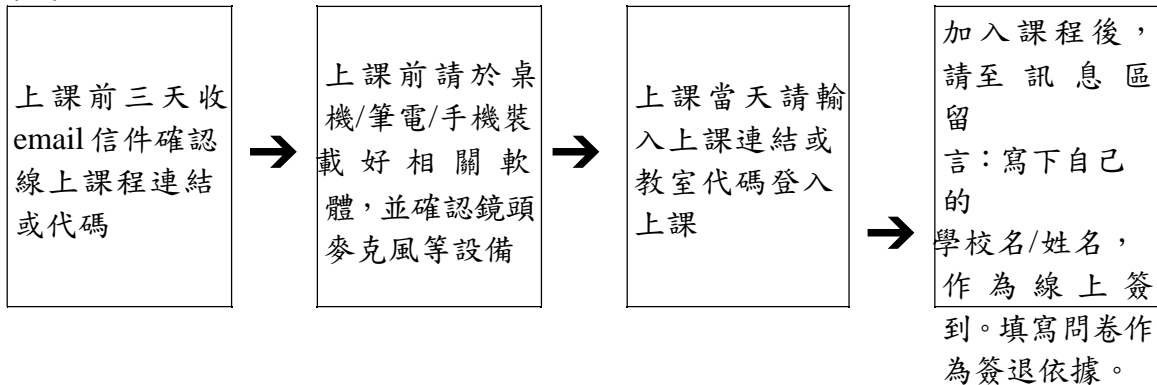 上課前三天收
email 信件確認
線上課程連結
或代碼
上課前請於桌
機/筆電/手機裝
載好相關軟
體，並確認鏡頭
麥克風等設備
上課當天請輸
入上課連結或
教室代碼登入
上課
加入課程後，
請至訊息區
留
言：寫下自己
的
學校名/姓名，
作為線上簽
到。填寫問卷作
為簽退依據。